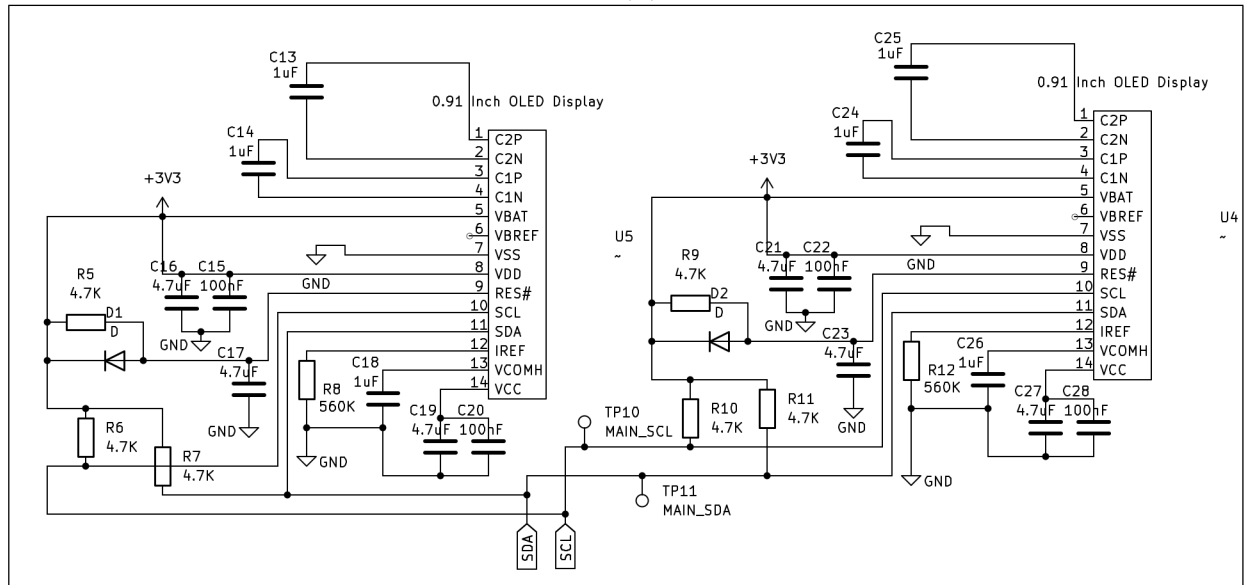 C13
1uF
0.91 Inch OLED Display
C14
1uF
+3V3
1 C2P
2 C2N
3 C1P
4 C1N
5 VBAT
6 VBREF
7 VSS
8 VDD
9 RES#
10 SCL
11 SDA
12 IREF
13 VCOMH
14 VCC
U5
~
GND
C16
4.7uF
C15
100nF
GND
R5
4.7K
D1
D
C17
4.7uF
GND
R6
4.7K
R7
4.7K
R8
560K
GND
C18
1uF
C19
4.7uF
C20
100nF
SDA
SCL
C25
1uF
0.91 Inch OLED Display
C24
1uF
+3V3
1 C2P
2 C2N
3 C1P
4 C1N
5 VBAT
6 VBREF
7 VSS
8 VDD
9 RES#
10 SCL
11 SDA
12 IREF
13 VCOMH
14 VCC
U4
~
GND
C21
4.7uF
C22
100nF
GND
R9
4.7K
D2
D
C23
4.7uF
GND
TP10
MAIN_SCL
R10
4.7K
R11
4.7K
TP11
MAIN_SDA
R12
560K
GND
C26
1uF
C27
4.7uF
C28
100nF